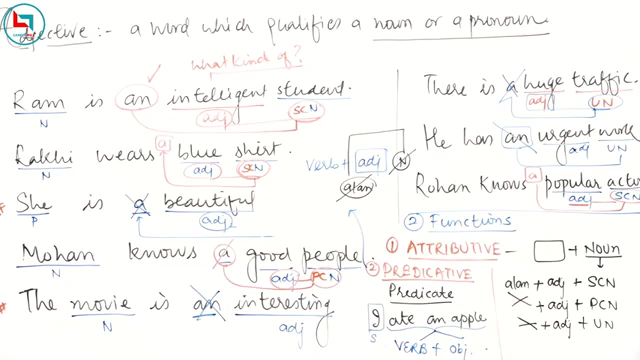 Adjective :- a word which qualifies a noun or a pronoun
what kind of?
Ram is an intelligent student.
N
adj
SCN
Rakhi wears a blue shirt.
N
adj
SCN
She is a beautiful
P
adj
Mohan knows a good people.
N
adj
PCN
The movie is an interesting
N
adj
verb + adj
a/an
N
There is a huge traffic.
adj
UN
He has an urgent work
adj
UN
Rohan knows a popular actor
adj
SCN
② Functions
① ATTRIBUTIVE - + NOUN
② PREDICATIVE
Predicate
I ate an apple
S
VERB + Obj.
a/an + adj + SCN
X + adj + PCN
X + adj + UN